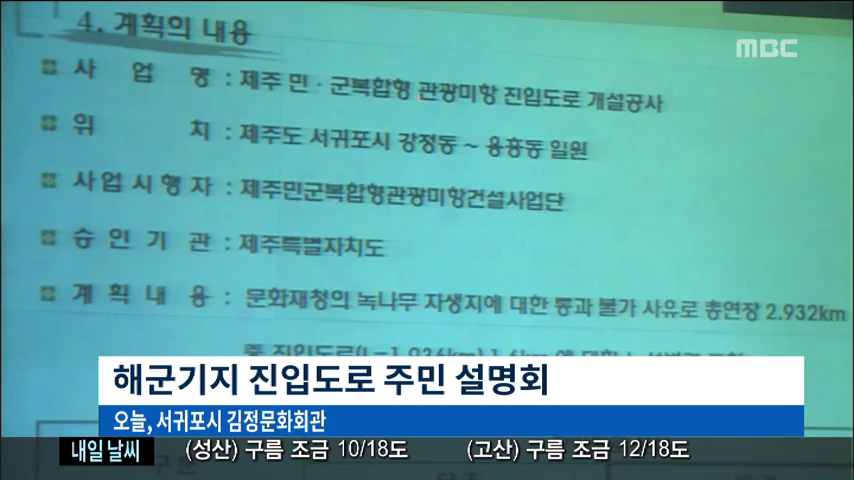 4. 계획의 내용
MBC
사 업 명 : 제주 민·군복합형 관광미항 진입도로 개설공사
위 치 : 제주도 서귀포시 강정동 ~ 용흥동 일원
사업시행자 : 제주민군복합형관광미항건설사업단
승인기관 : 제주특별자치도
계획내용 : 문화재청의 녹나무 자생지에 대한 통과 불가 사유로 총연장 2.932km
중 진입도로
해군기지 진입도로 주민 설명회
오늘, 서귀포시 김정문화회관
내일 날씨 (성산) 구름 조금 10/18도 (고산) 구름 조금 12/18도